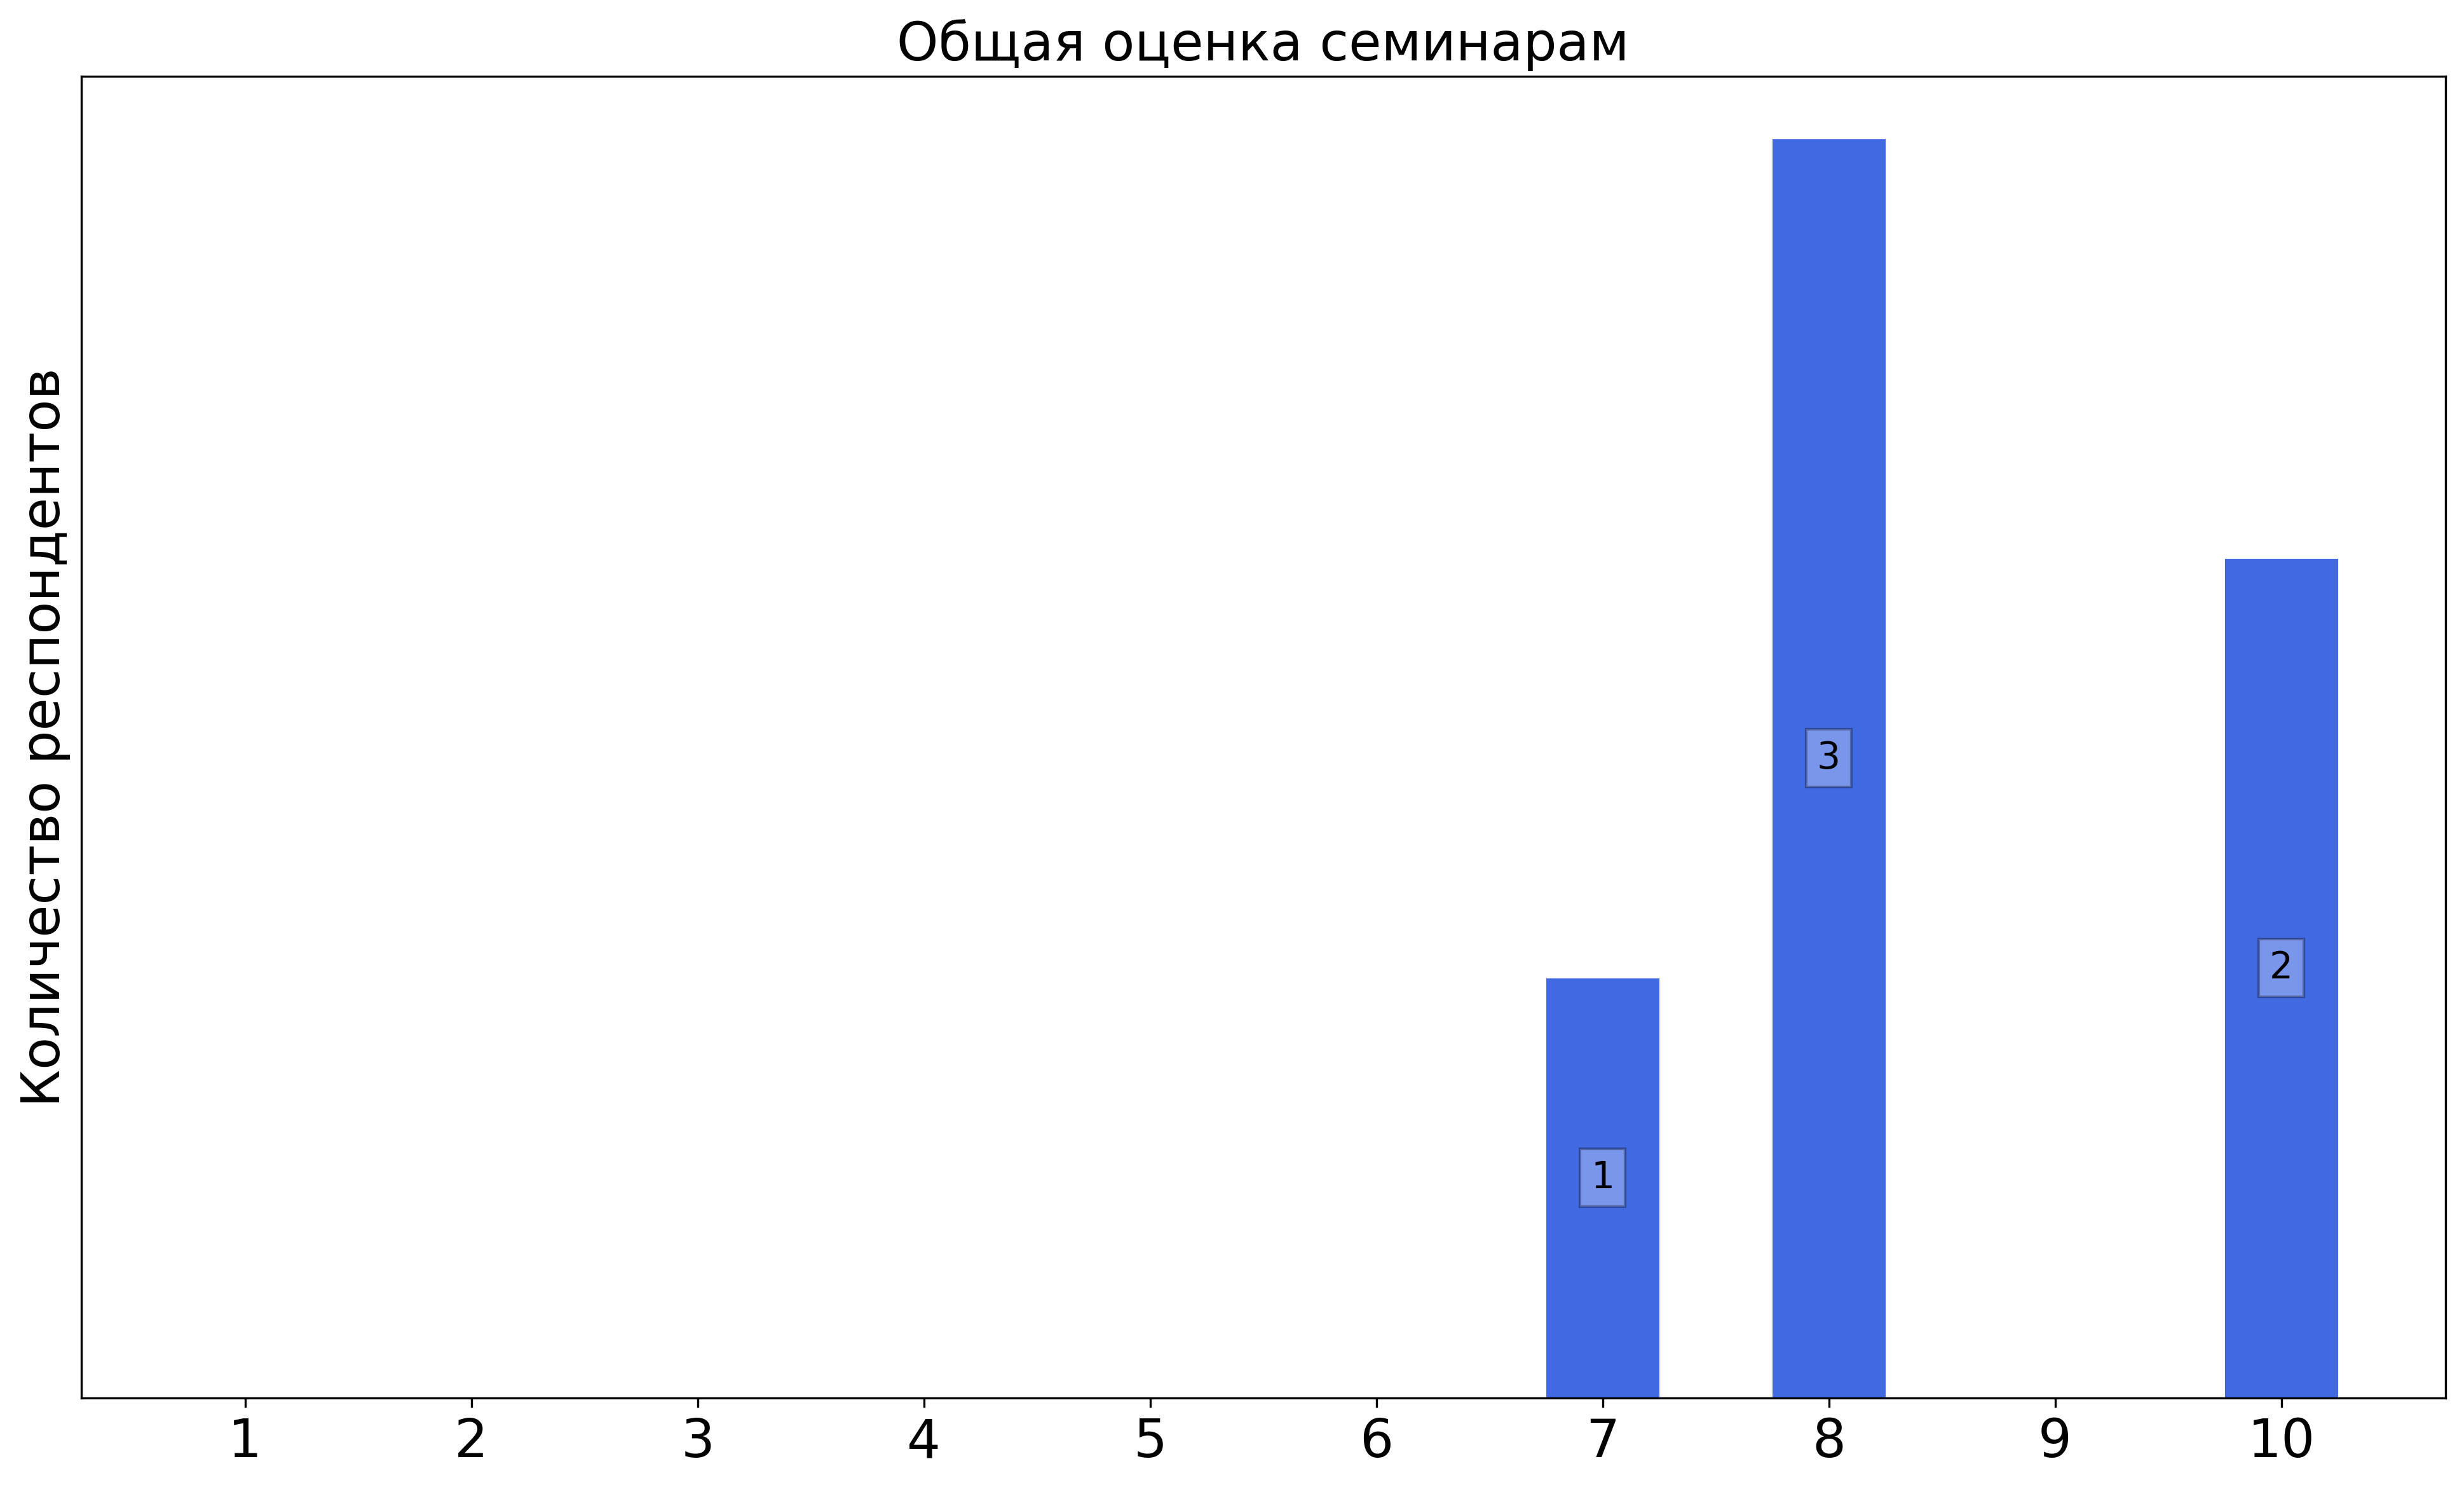 Общая оценка семинарам
Количество респондентов
3
2
1
1 2 3 4 5 6 7 8 9 10